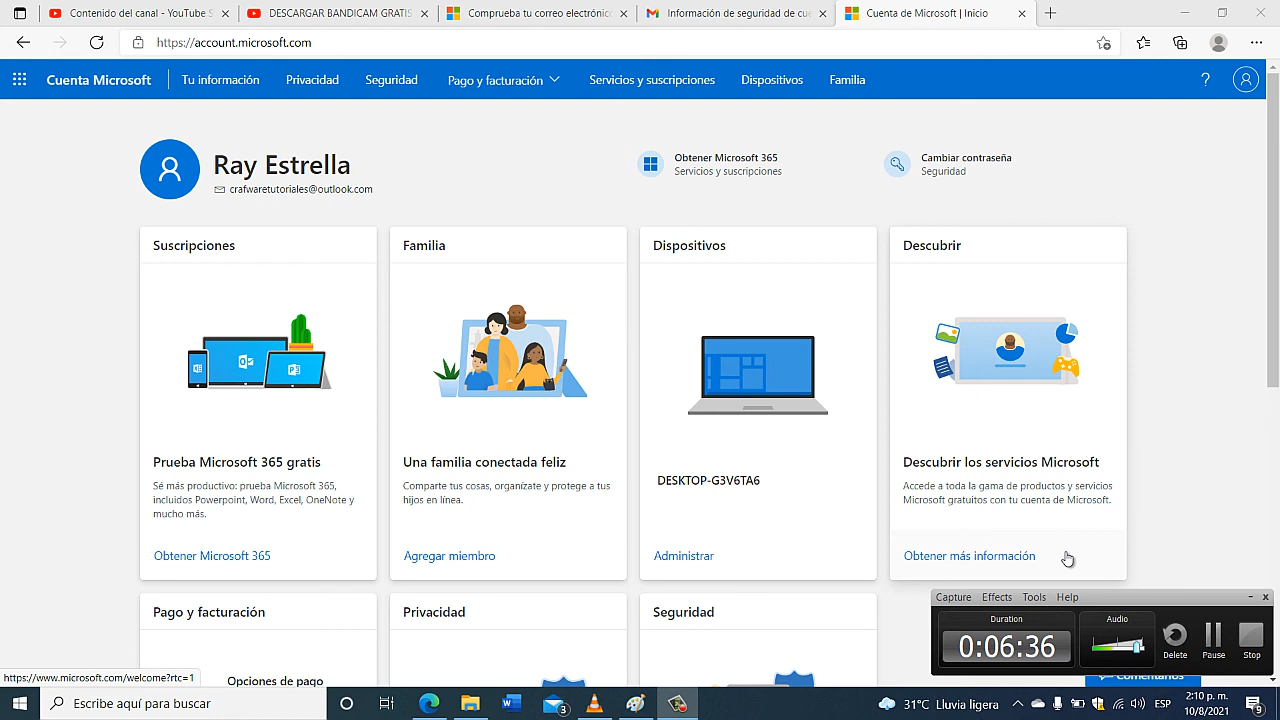 Contenido del canal - YouTube S
DESCARGAR BANDICAM GRATIS
Comprueba tu correo electrónico
Información de seguridad de cue
Cuenta de Microsoft | Inicio
https://account.microsoft.com
Cuenta Microsoft
Tu información
Privacidad
Seguridad
Pago y facturación
Servicios y suscripciones
Dispositivos
Familia
?
Ray Estrella
crafwaretutoriales@outlook.com
Obtener Microsoft 365
Servicios y suscripciones
Cambiar contraseña
Seguridad
Suscripciones
Prueba Microsoft 365 gratis
Sé más productivo: prueba Microsoft 365,
incluidos Powerpoint, Word, Excel, OneNote y
mucho más.
Obtener Microsoft 365
Familia
Una familia conectada feliz
Comparte tus cosas, organízate y protege a tus
hijos en línea.
Agregar miembro
Dispositivos
DESKTOP-G3V6TA6
Administrar
Descubrir
Descubrir los servicios Microsoft
Accede a toda la gama de productos y servicios
Microsoft gratuitos con tu cuenta de Microsoft.
Obtener más información
Pago y facturación
Opciones de pago
Privacidad
Seguridad
Capture Effects Tools Help
Duration
0:06:36
Audio
Delete
Pause
Stop
Comentarios
https://www.microsoft.com/welcome?rtc=1
Escribe aquí para buscar
3
31°C Lluvia ligera
ESP
2:10 p. m.
10/8/2021
9